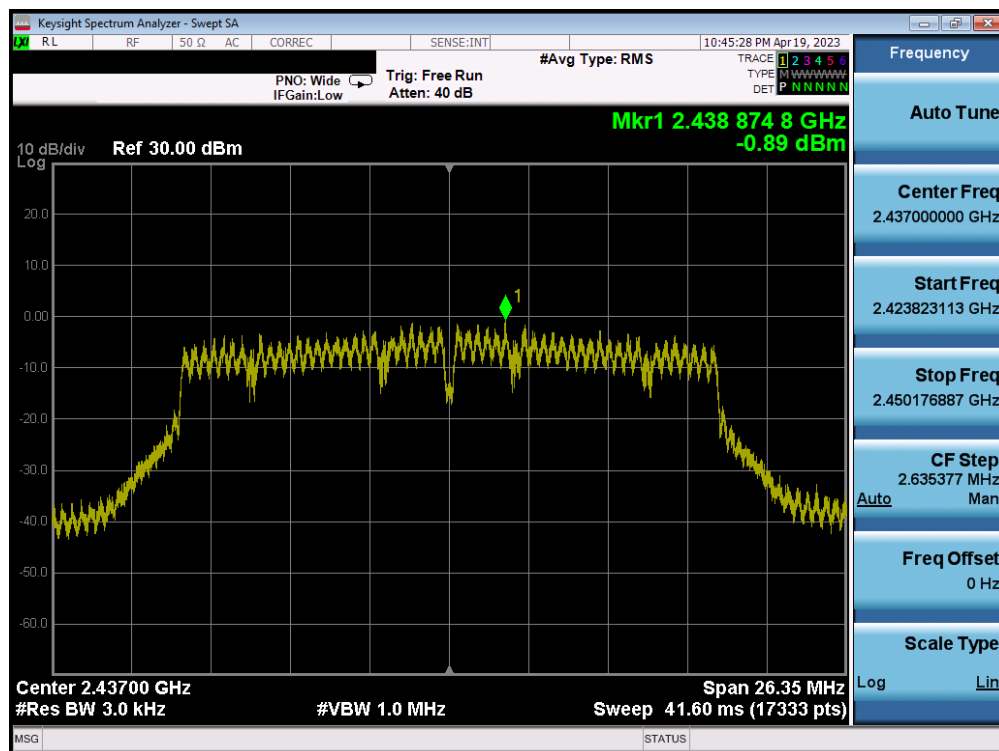 Keysight Spectrum Analyzer - Swept SA
LXI RL RF 50 Ω AC CORREC SENSE:INT 10:45:28 PM Apr 19, 2023
#Avg Type: RMS
TRACE 1 2 3 4 5 6
TYPE M WWWWW
DET P N N N N N
PNO: Wide
IFGain:Low
Trig: Free Run
Atten: 40 dB
Mkr1 2.438 874 8 GHz
-0.89 dBm
10 dB/div Ref 30.00 dBm
Log
20.0
10.0
0.00
-10.0
-20.0
-30.0
-40.0
-50.0
-60.0
1
Center 2.43700 GHz Span 26.35 MHz
#Res BW 3.0 kHz #VBW 1.0 MHz Sweep 41.60 ms (17333 pts)
MSG STATUS
Frequency
Auto Tune
Center Freq
2.437000000 GHz
Start Freq
2.423823113 GHz
Stop Freq
2.450176887 GHz
CF Step
2.635377 MHz
Auto Man
Freq Offset
0 Hz
Scale Type
Log Lin